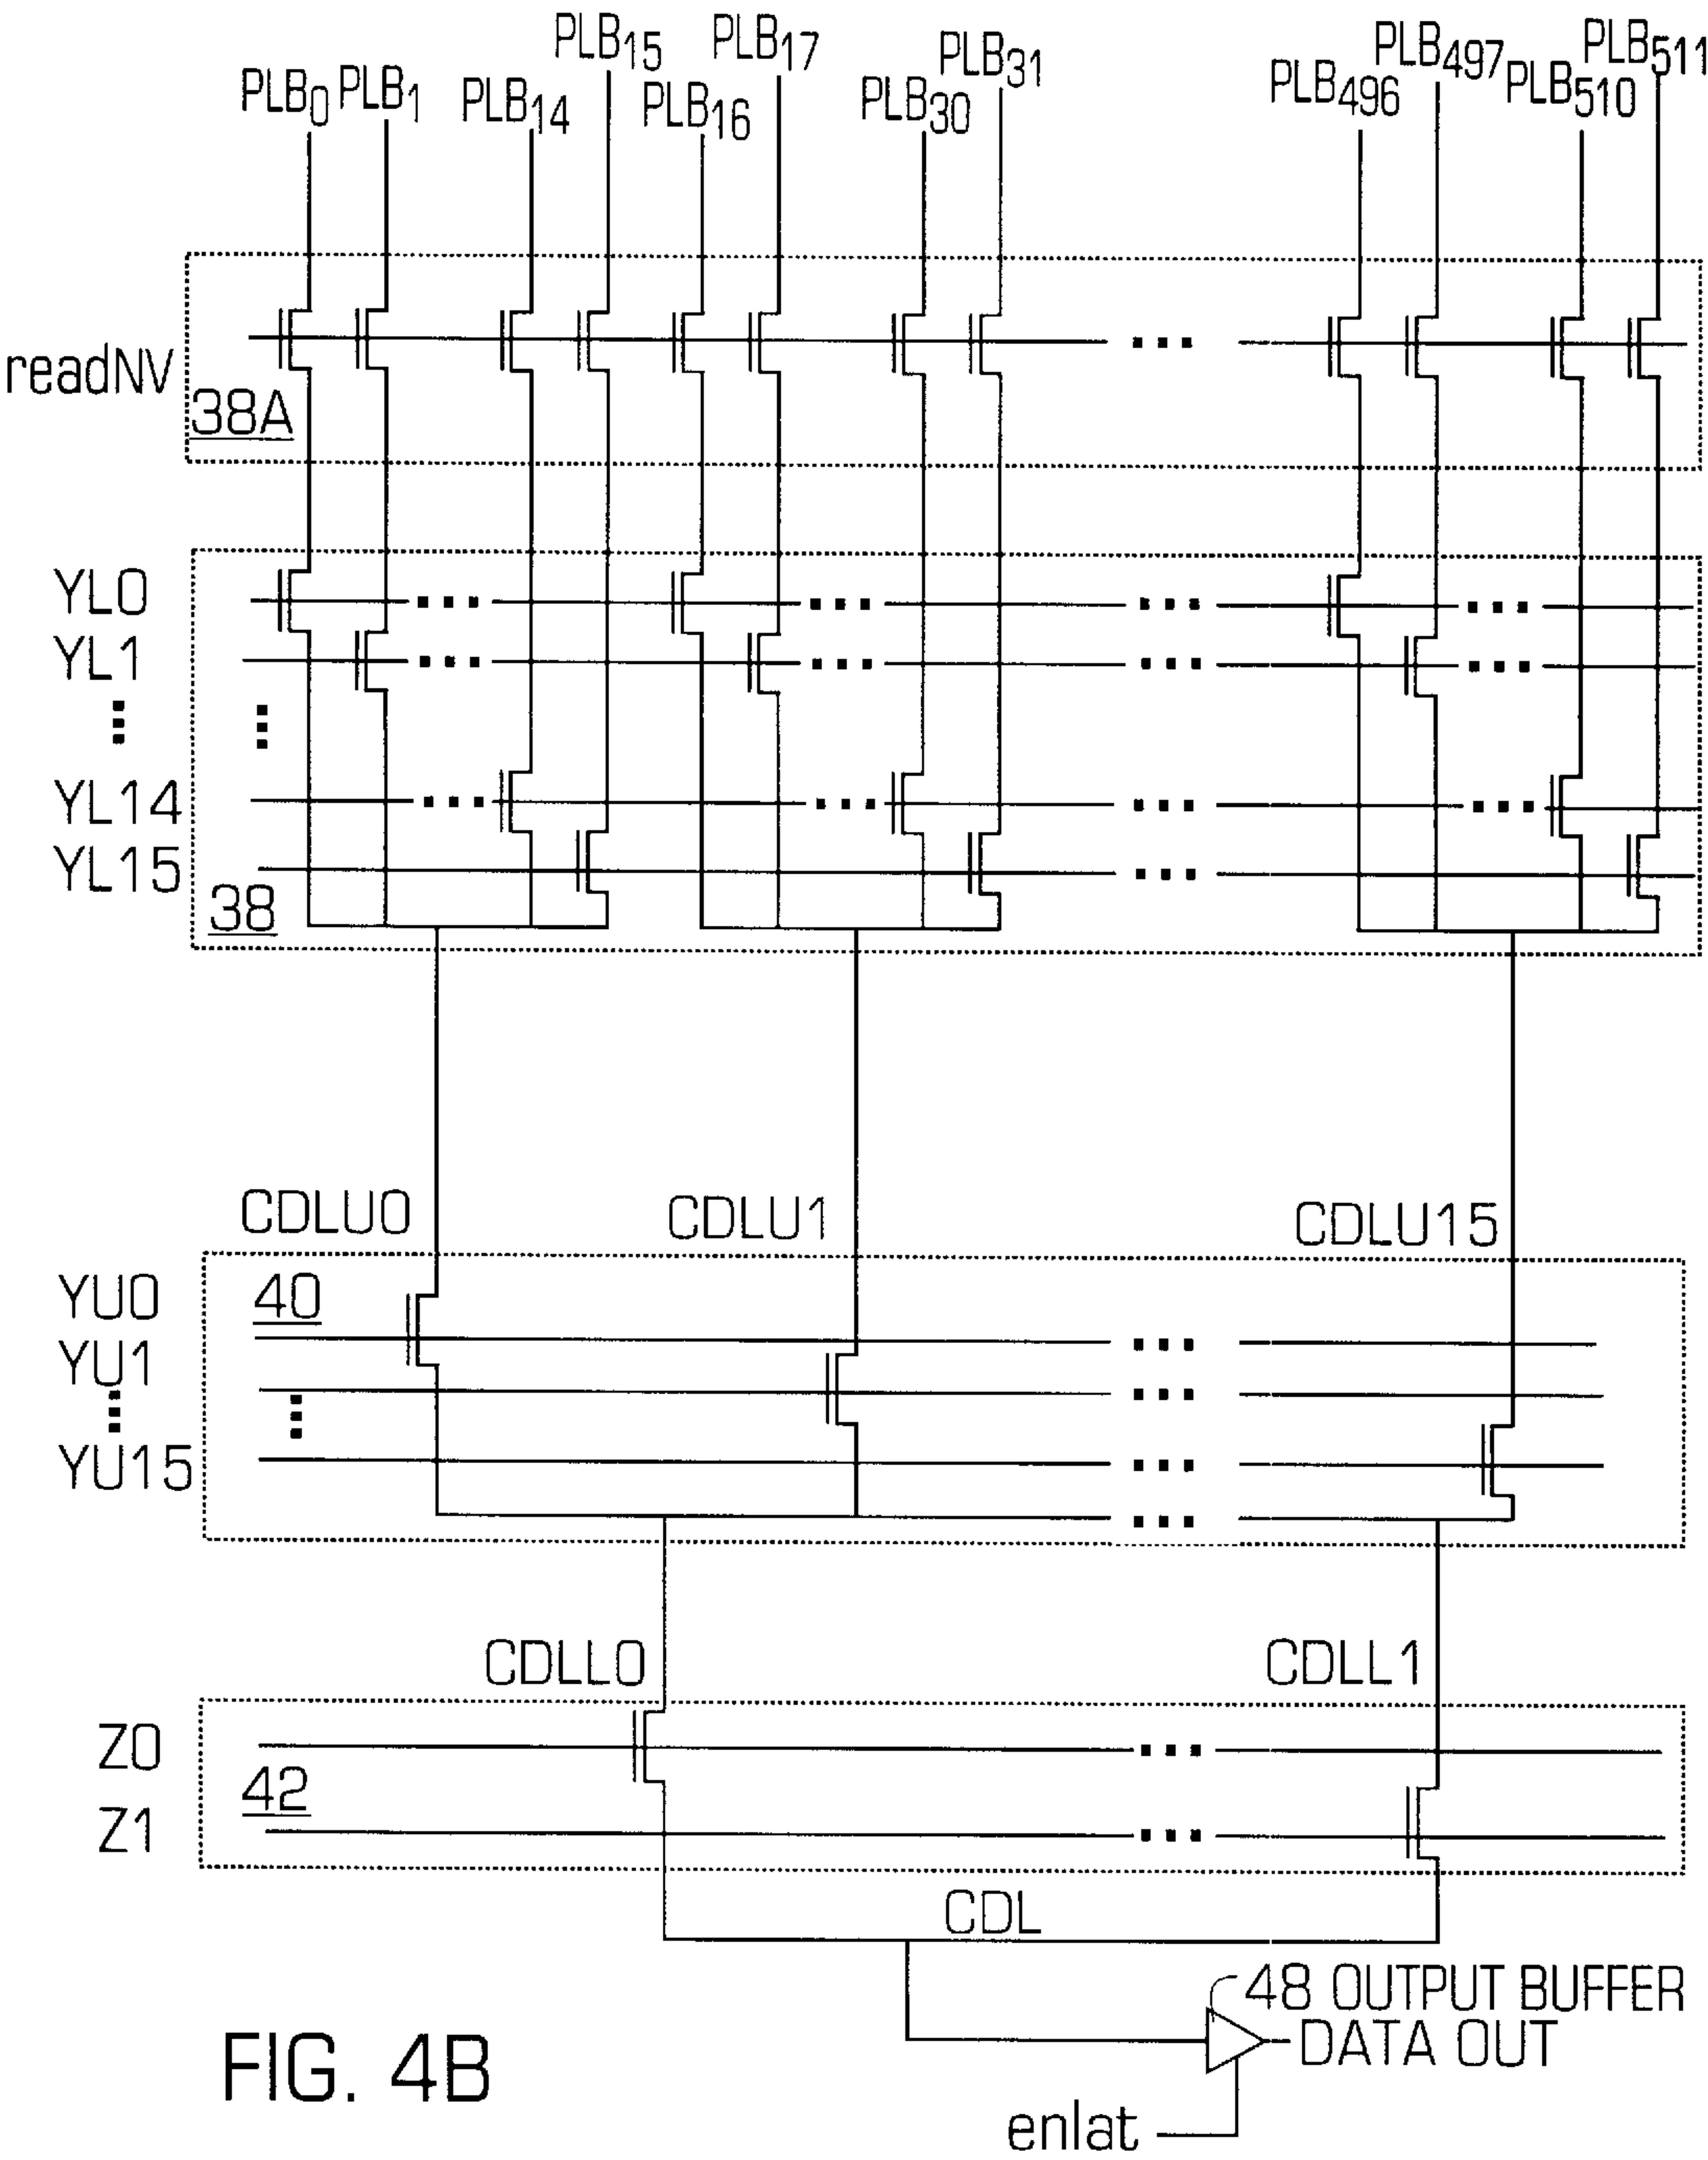 PLB0 PLB1 PLB14 PLB15 PLB16 PLB17 PLB30 PLB31 PLB496 PLB497 PLB510 PLB511
readNV
38A
YL0
YL1
YL14
YL15
38
CDLU0 CDLU1 CDLU15
YU0
40
YU1
YU15
CDLL0 CDLL1
Z0
42
Z1
CDL
48 OUTPUT BUFFER
DATA OUT
enlat
FIG. 4B